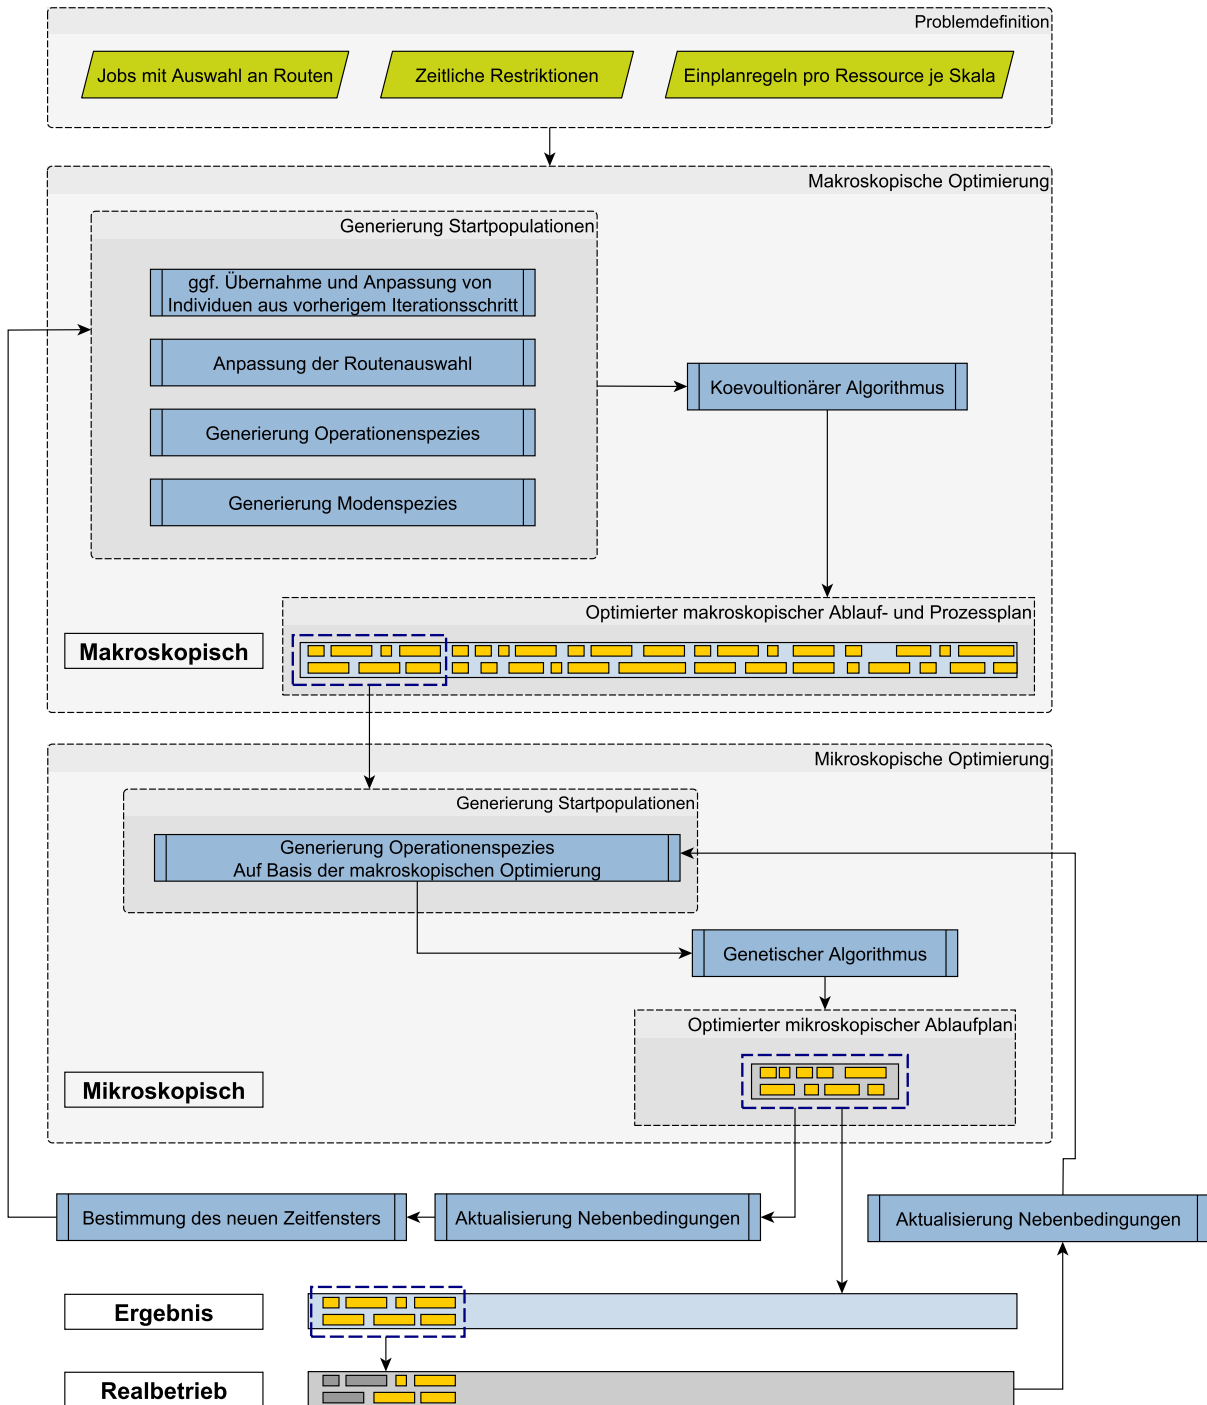 Problemdefinition
Jobs mit Auswahl an Routen
Zeitliche Restriktionen
Einplanregeln pro Ressource je Skala
Makroskopische Optimierung
Generierung Startpopulationen
ggf. Übernahme und Anpassung von
Individuen aus vorherigem Iterationsschritt
Anpassung der Routenauswahl
Generierung Operationenspezies
Generierung Modenspezies
Koevoultionärer Algorithmus
Optimierter makroskopischer Ablauf- und Prozessplan
Makroskopisch
Mikroskopische Optimierung
Generierung Startpopulationen
Generierung Operationenspezies
Auf Basis der makroskopischen Optimierung
Genetischer Algorithmus
Optimierter mikroskopischer Ablaufplan
Mikroskopisch
Bestimmung des neuen Zeitfensters
Aktualisierung Nebenbedingungen
Aktualisierung Nebenbedingungen
Ergebnis
Realbetrieb